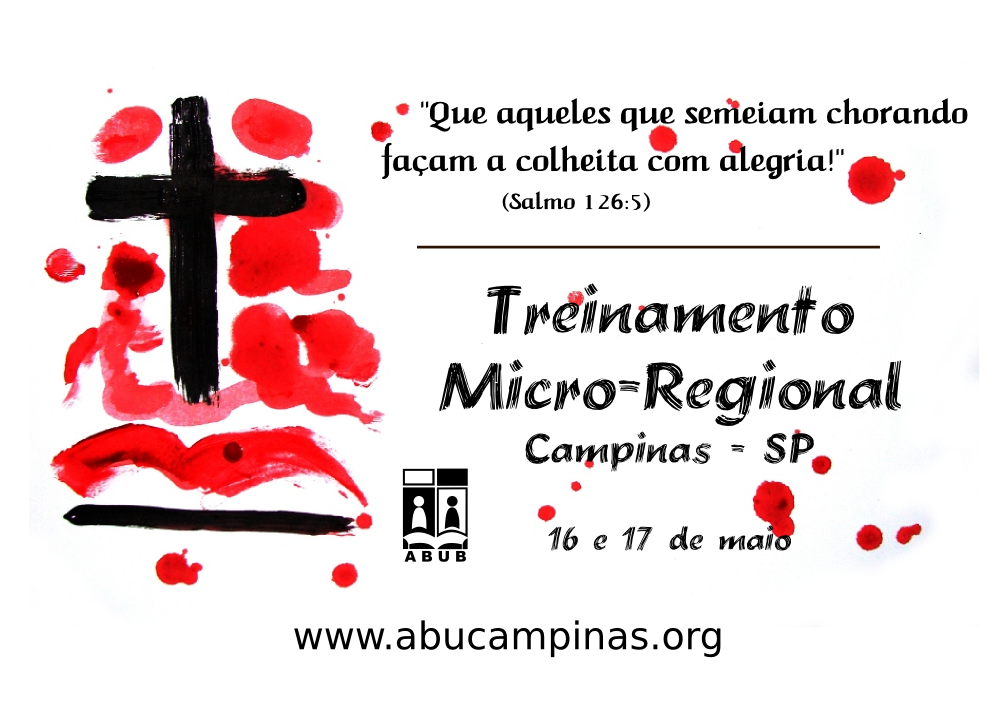 "Que aqueles que semeiam chorando
façam a colheita com alegria!"
(Salmo 126:5)
Treinamento
Micro-Regional
Campinas - SP
16 e 17 de maio
ABUB
www.abucampinas.org